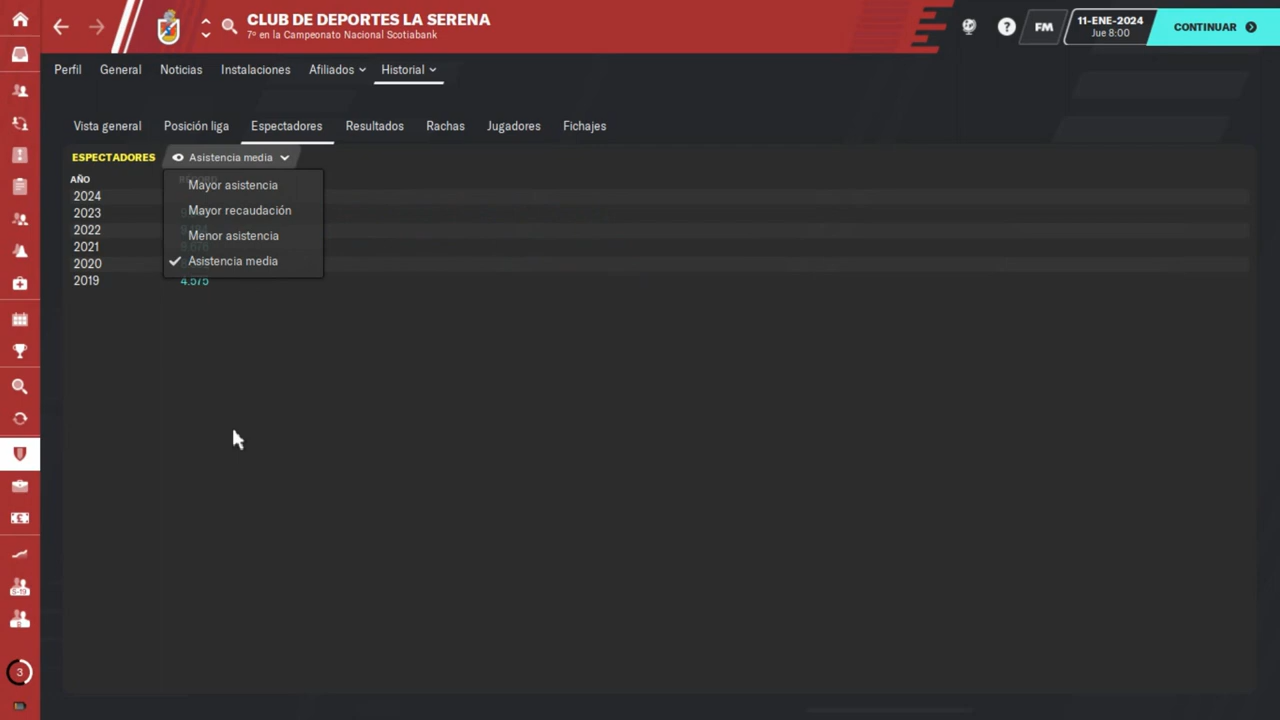 CLUB DE DEPORTES LA SERENA
7º en la Campeonato Nacional Scotiabank
FM
11-ENE-2024
Jue 8:00
CONTINUAR
Perfil General Noticias Instalaciones Afiliados Historial
Vista general Posición liga Espectadores Resultados Rachas Jugadores Fichajes
ESPECTADORES Asistencia media
AÑO
Mayor asistencia
Mayor recaudación
Menor asistencia
Asistencia media
2024
2023
2022
2021
2020
2019 4.575
3